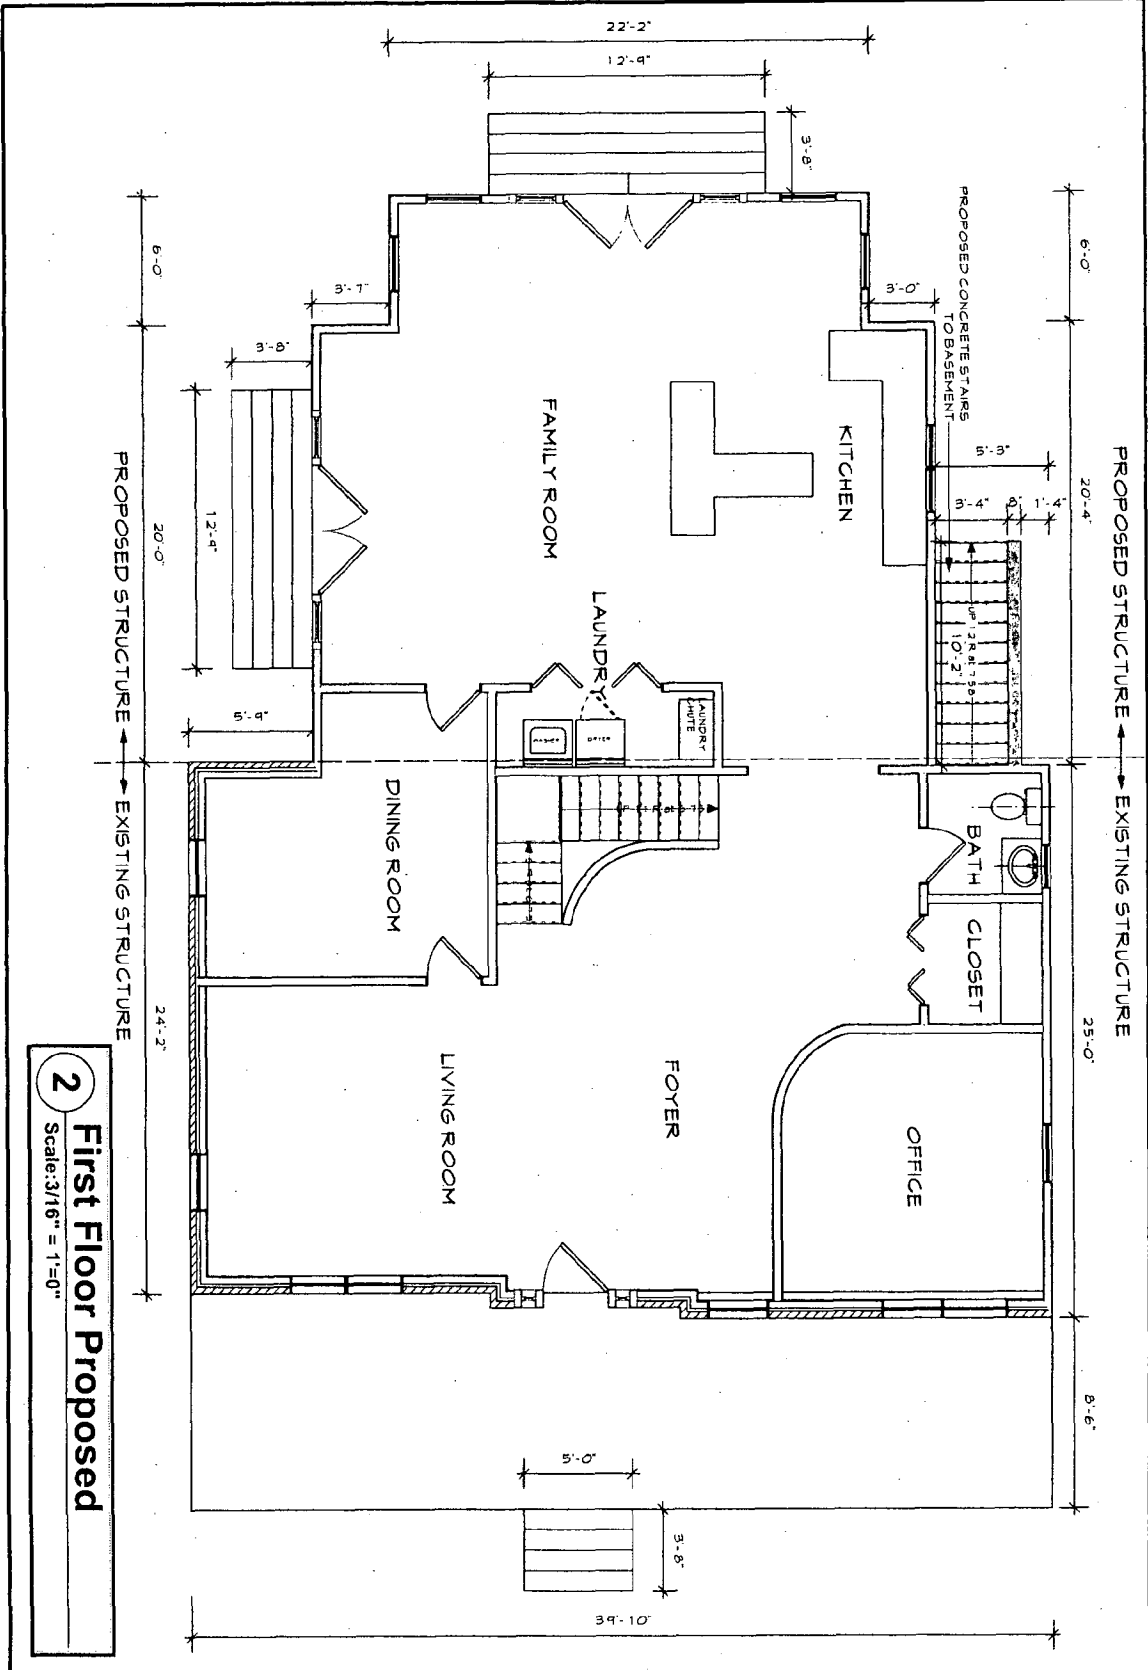 22'-2"
12'-9"
3'-8"
PROPOSED CONCRETE STAIRS
TO BASEMENT
6'-0"
6'-0"
3'-7"
3'-0"
3'-8"
5'-3"
3'-4" 8" 1'-4"
20'-4"
PROPOSED STRUCTURE EXISTING STRUCTURE
FAMILY ROOM
KITCHEN
12'-9"
20'-0"
PROPOSED STRUCTURE EXISTING STRUCTURE
LAUNDRY
10'-2"
5'-9"
WASHER
DRYER
LAUNDRY
CHUTE
DINING ROOM
BATH
CLOSET
24'-2"
25'-0"
LIVING ROOM
FOYER
OFFICE
8'-6"
5'-0"
3'-8"
39'-10"
2
First Floor Proposed
Scale:3/16" = 1'=0"